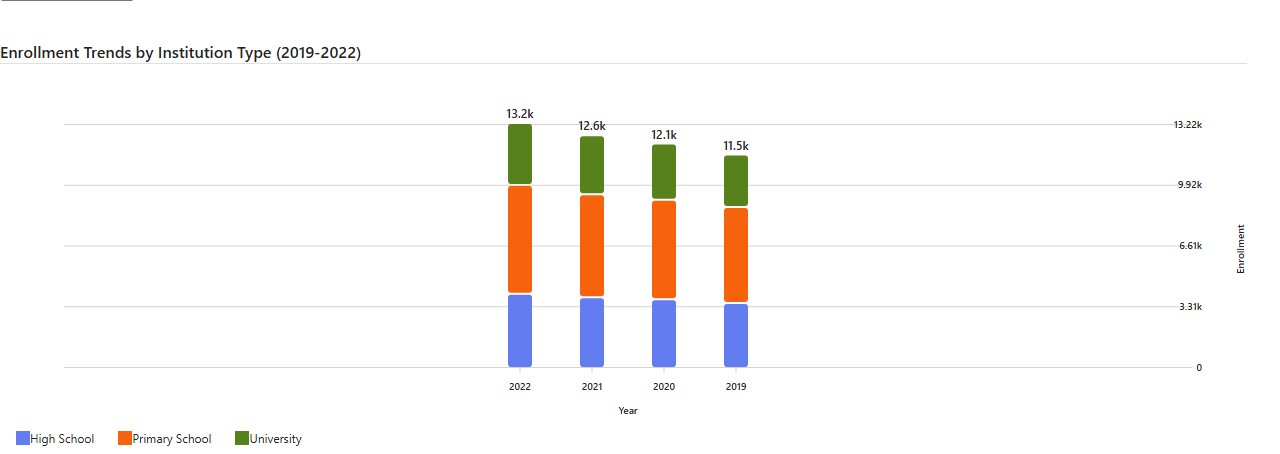 Enrollment Trends by Institution Type (2019-2022)
13.2k
12.6k
12.1k
11.5k
13.22k
9.92k
6.61k
3.31k
0
Enrollment
2022
2021
2020
2019
Year
High School
Primary School
University